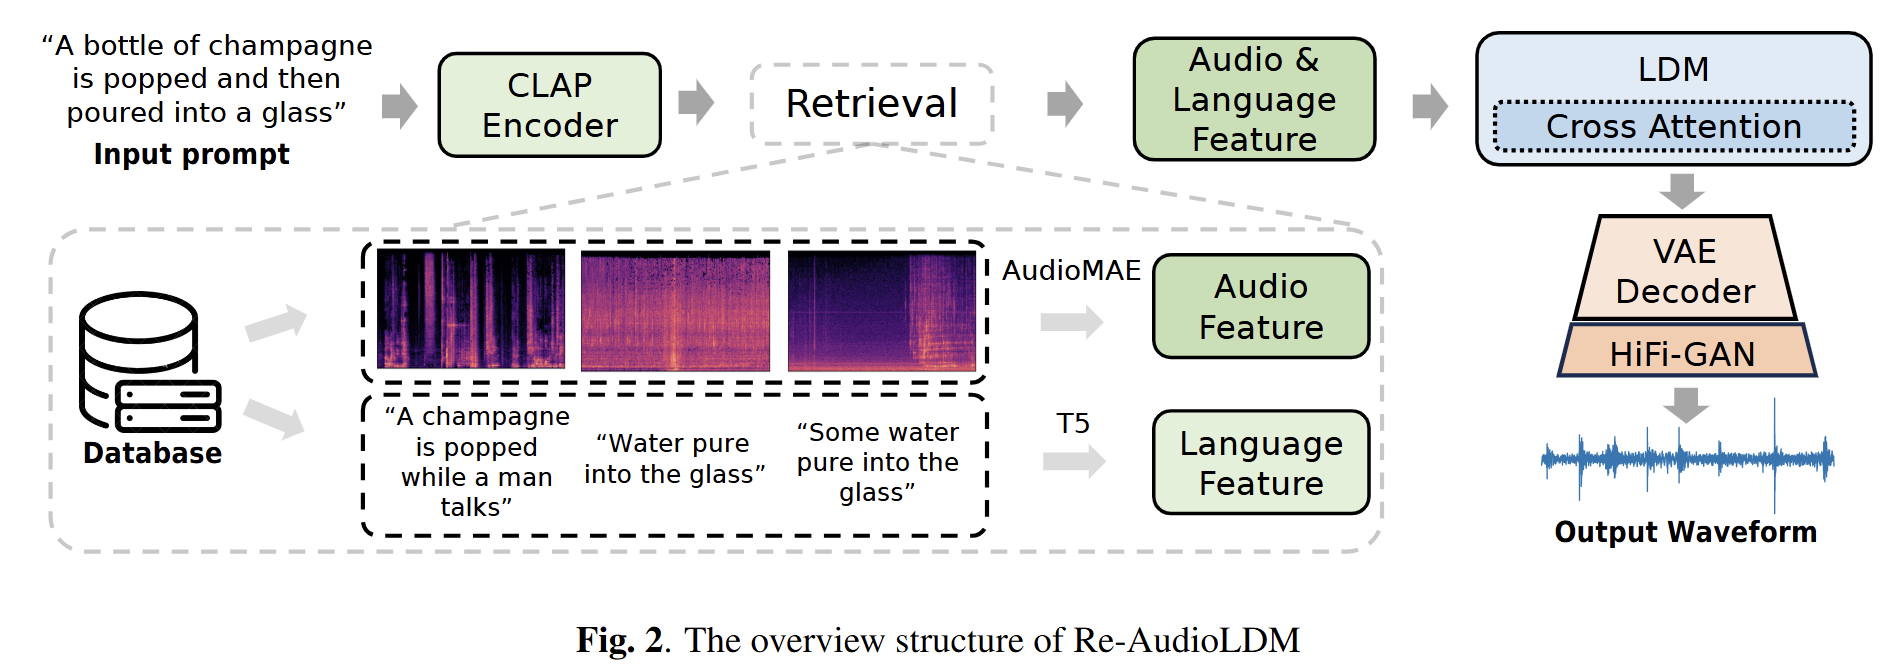 “A bottle of champagne
is popped and then
poured into a glass”
Input prompt
CLAP
Encoder
Retrieval
Audio &
Language
Feature
LDM
Cross Attention
Database
“A champagne
is popped
while a man
talks”
“Water pure
into the glass”
“Some water
pure into the
glass”
AudioMAE
Audio
Feature
T5
Language
Feature
VAE
Decoder
HiFi-GAN
Output Waveform
Fig. 2. The overview structure of Re-AudioLDM